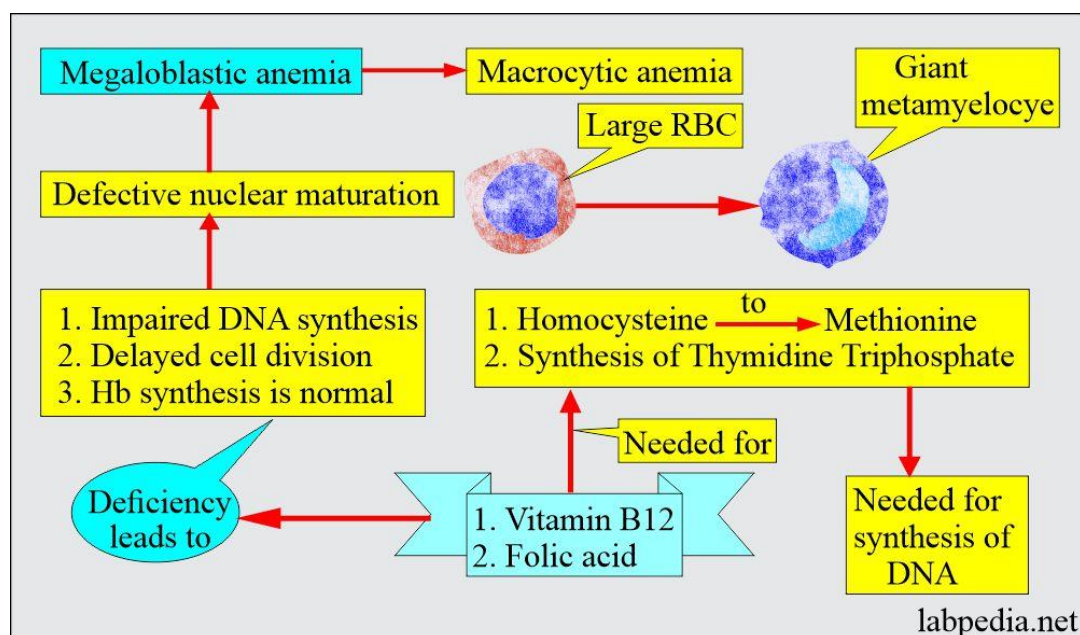 Megaloblastic anemia
Macrocytic anemia
Giant
metamyelocye
Large RBC
Defective nuclear maturation
1. Impaired DNA synthesis
2. Delayed cell division
3. Hb synthesis is normal
1. Homocysteine to Methionine
2. Synthesis of Thymidine Triphosphate
Needed for
Deficiency
leads to
1. Vitamin B12
2. Folic acid
Needed for
synthesis of
DNA
labpedia.net